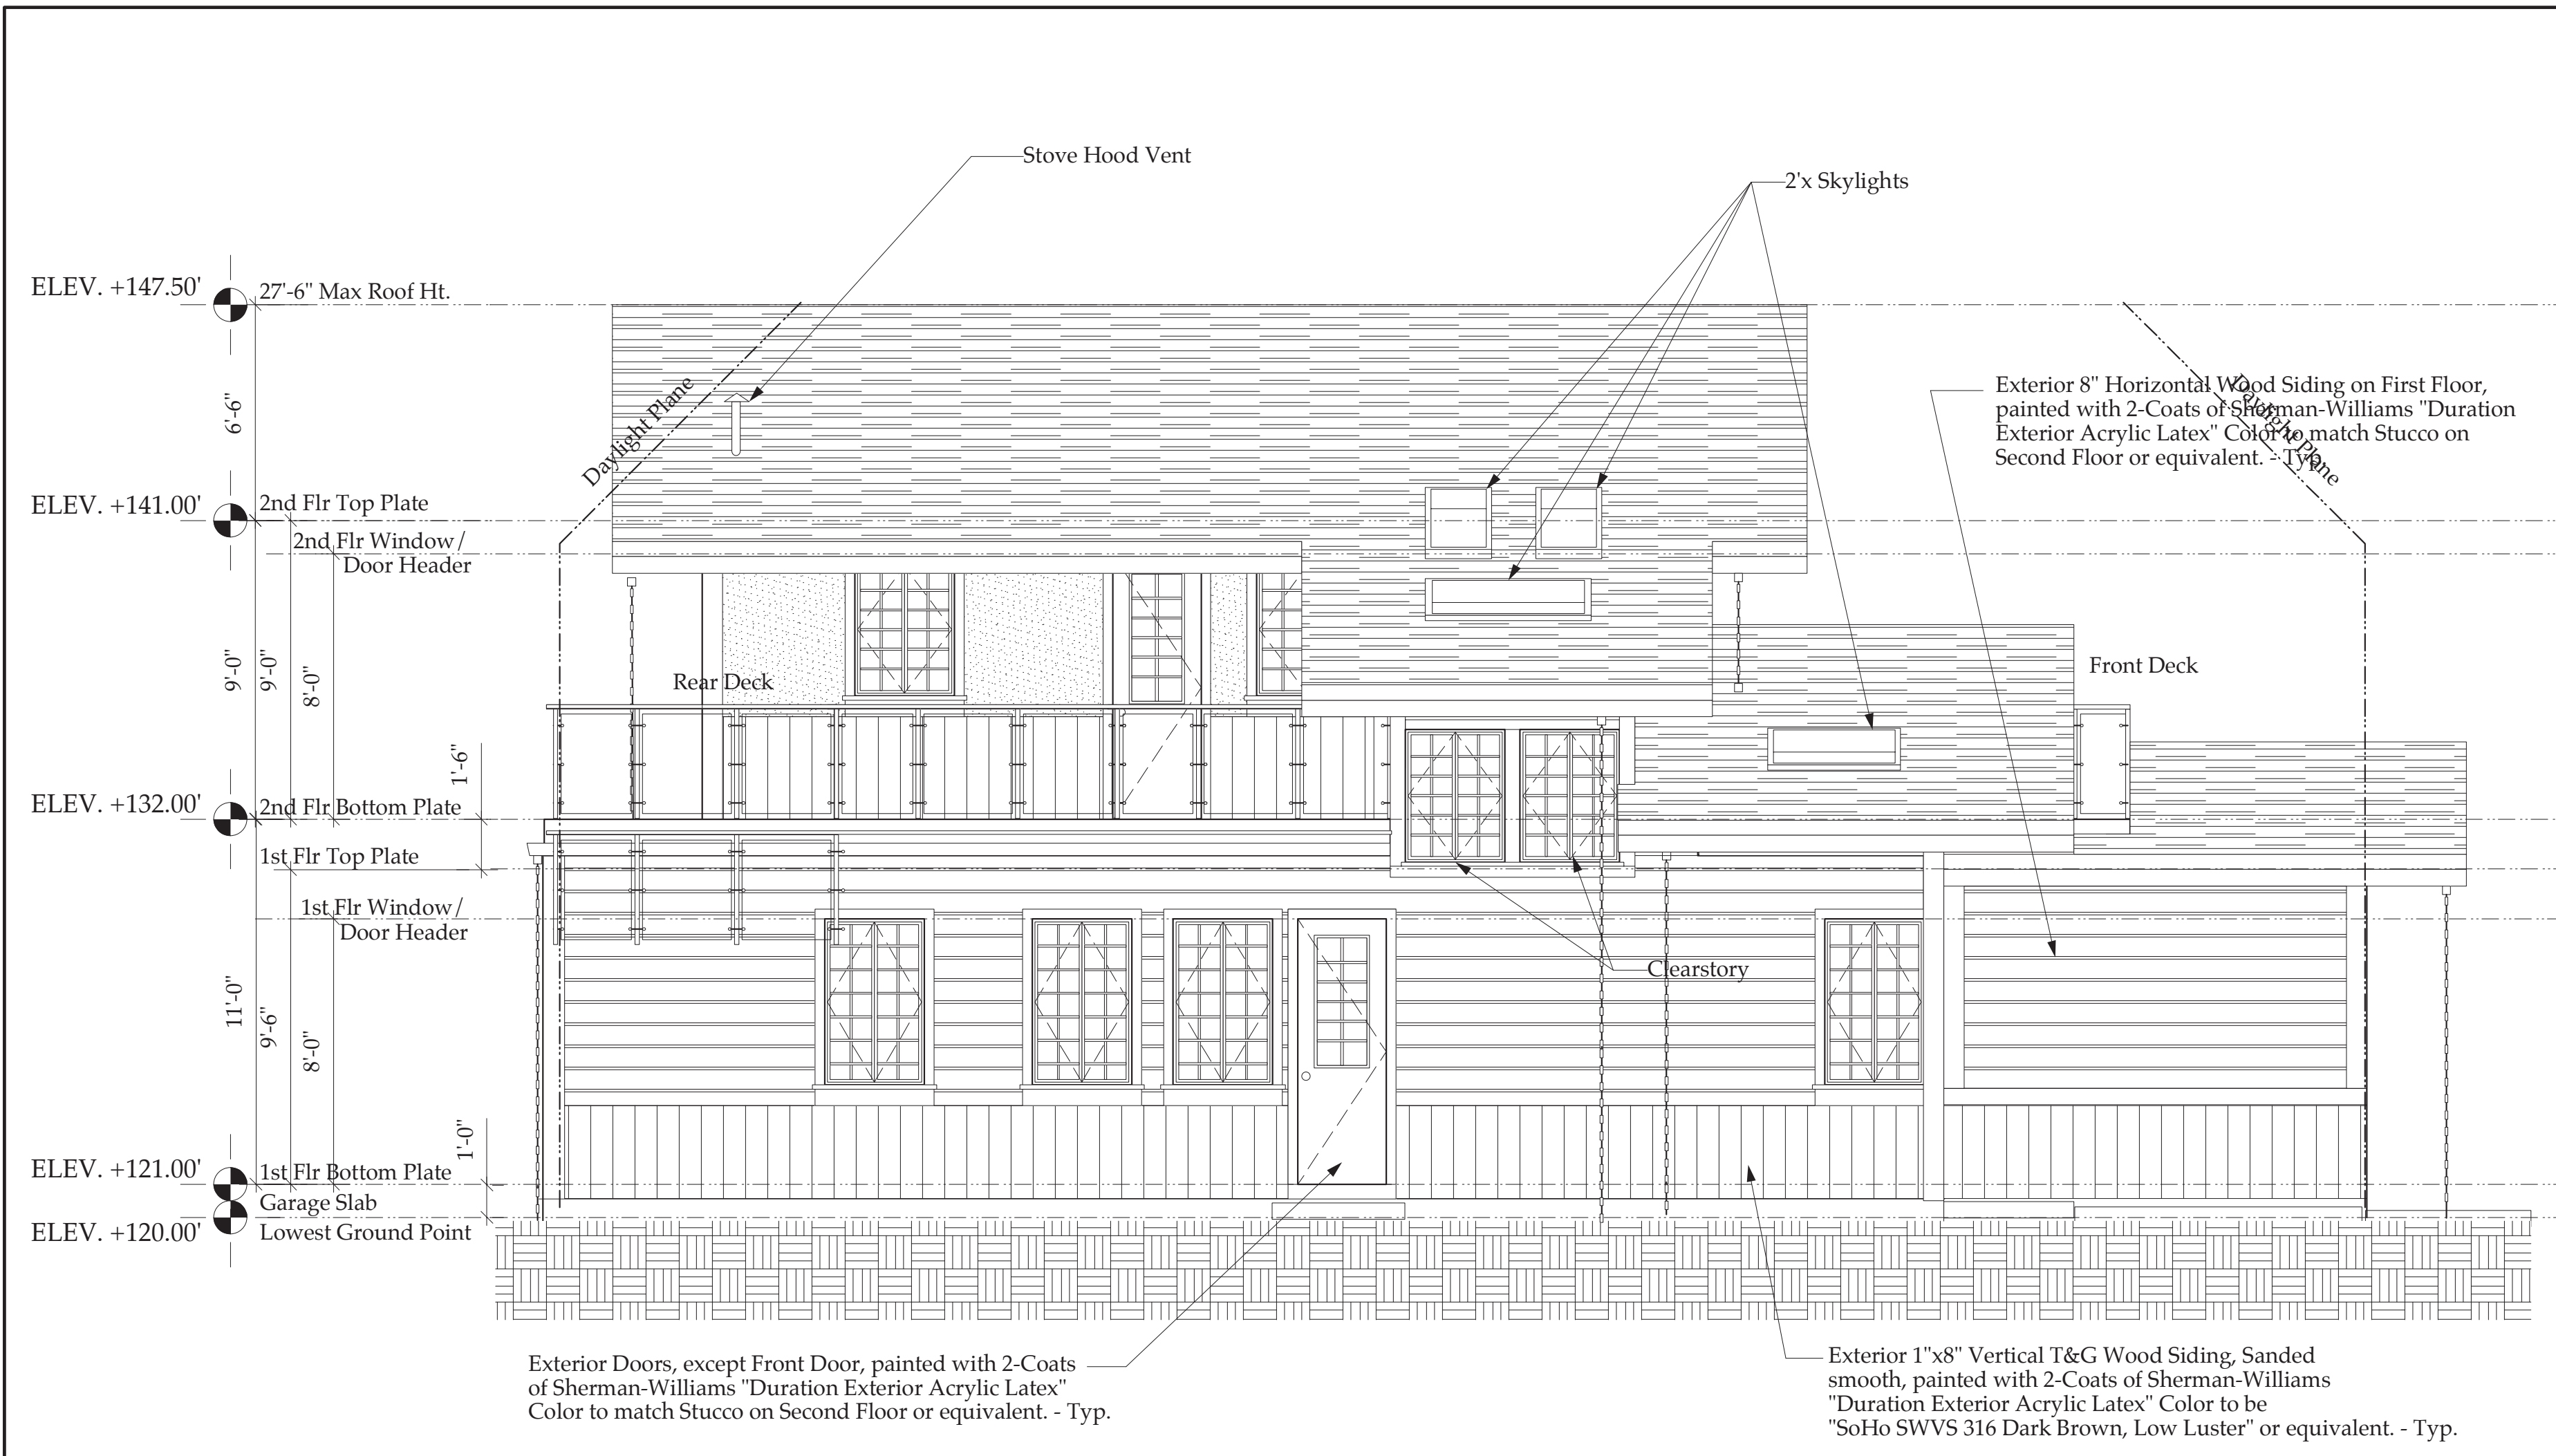 Stove Hood Vent
2'x Skylights
ELEV. +147.50'
27'-6" Max Roof Ht.
6'-6"
Daylight Plane
Exterior 8" Horizontal Wood Siding on First Floor,
painted with 2-Coats of Sherman-Williams "Duration
Exterior Acrylic Latex" Color to match Stucco on
Second Floor or equivalent. - Typ.
Daylight Plane
ELEV. +141.00'
2nd Flr Top Plate
2nd Flr Window/
Door Header
9'-0"
9'-0"
8'-0"
Rear Deck
Front Deck
1'-6"
ELEV. +132.00'
2nd Flr Bottom Plate
1st Flr Top Plate
1st Flr Window/
Door Header
11'-0"
9'-6"
8'-0"
Clearstory
1'-0"
ELEV. +121.00'
1st Flr Bottom Plate
Garage Slab
ELEV. +120.00'
Lowest Ground Point
Exterior Doors, except Front Door, painted with 2-Coats
of Sherman-Williams "Duration Exterior Acrylic Latex"
Color to match Stucco on Second Floor or equivalent. - Typ.
Exterior 1"x8" Vertical T&G Wood Siding, Sanded
smooth, painted with 2-Coats of Sherman-Williams
"Duration Exterior Acrylic Latex" Color to be
"SoHo SWVS 316 Dark Brown, Low Luster" or equivalent. - Typ.